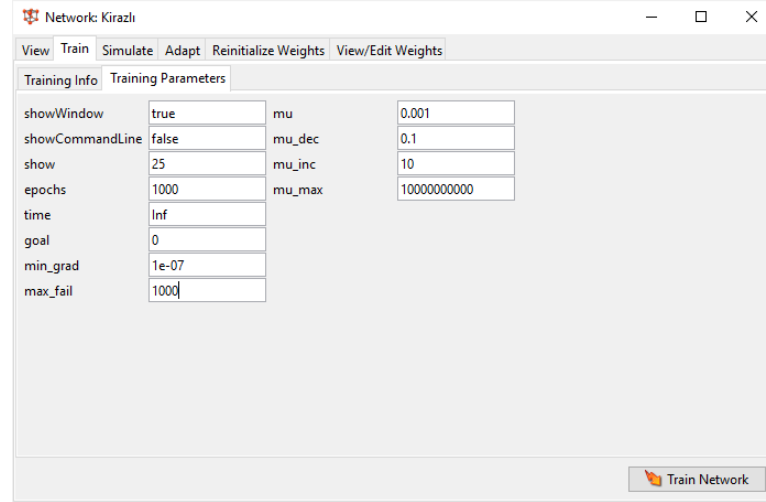 Network: Kirazlı
View Train Simulate Adapt Reinitialize Weights View/Edit Weights
Training Info Training Parameters
showWindow true mu 0.001
showCommandLine false mu_dec 0.1
show 25 mu_inc 10
epochs 1000 mu_max 10000000000
time Inf
goal 0
min_grad 1e-07
max_fail 1000
Train Network